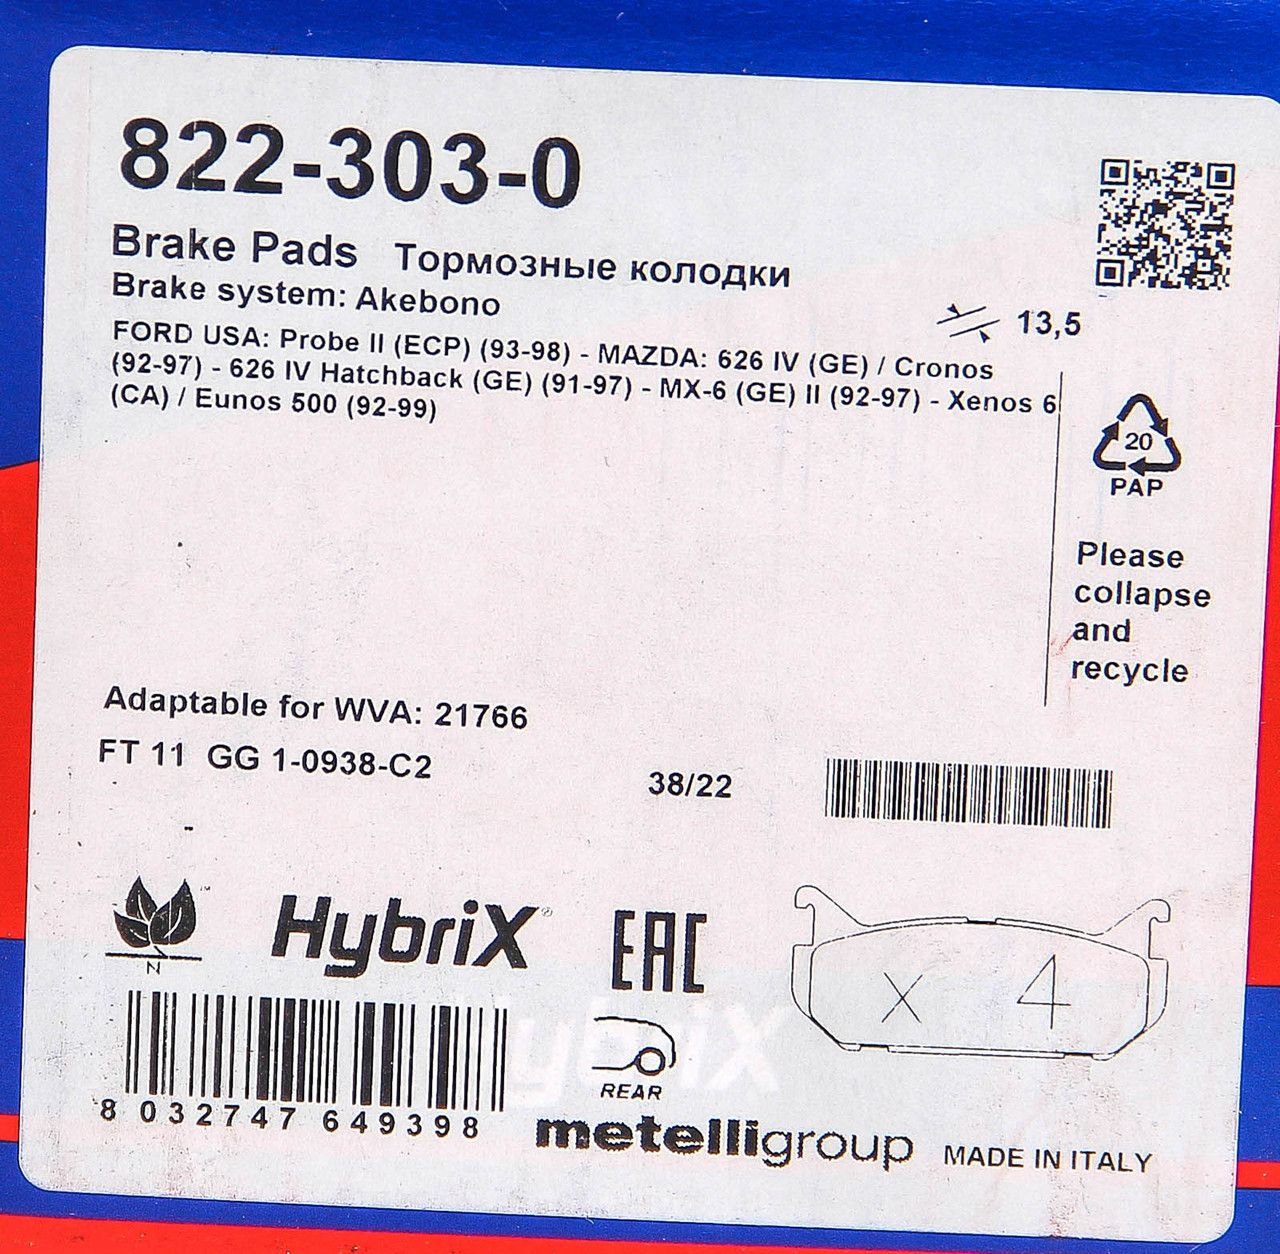 822-303-0
Brake Pads Тормозные колодки
Brake system: Akebono
13,5
FORD USA: Probe II (ECP) (93-98) - MAZDA: 626 IV (GE) / Cronos
(92-97) - 626 IV Hatchback (GE) (91-97) - MX-6 (GE) II (92-97) - Xenos 6
(CA) / Eunos 500 (92-99)
20
PAP
Please
collapse
and
recycle
Adaptable for WVA: 21766
FT 11 GG 1-0938-C2
38/22
™
N
HybriX®
EAC
X 4
8 032747 649398
REAR
HybriX
metelligroup MADE IN ITALY